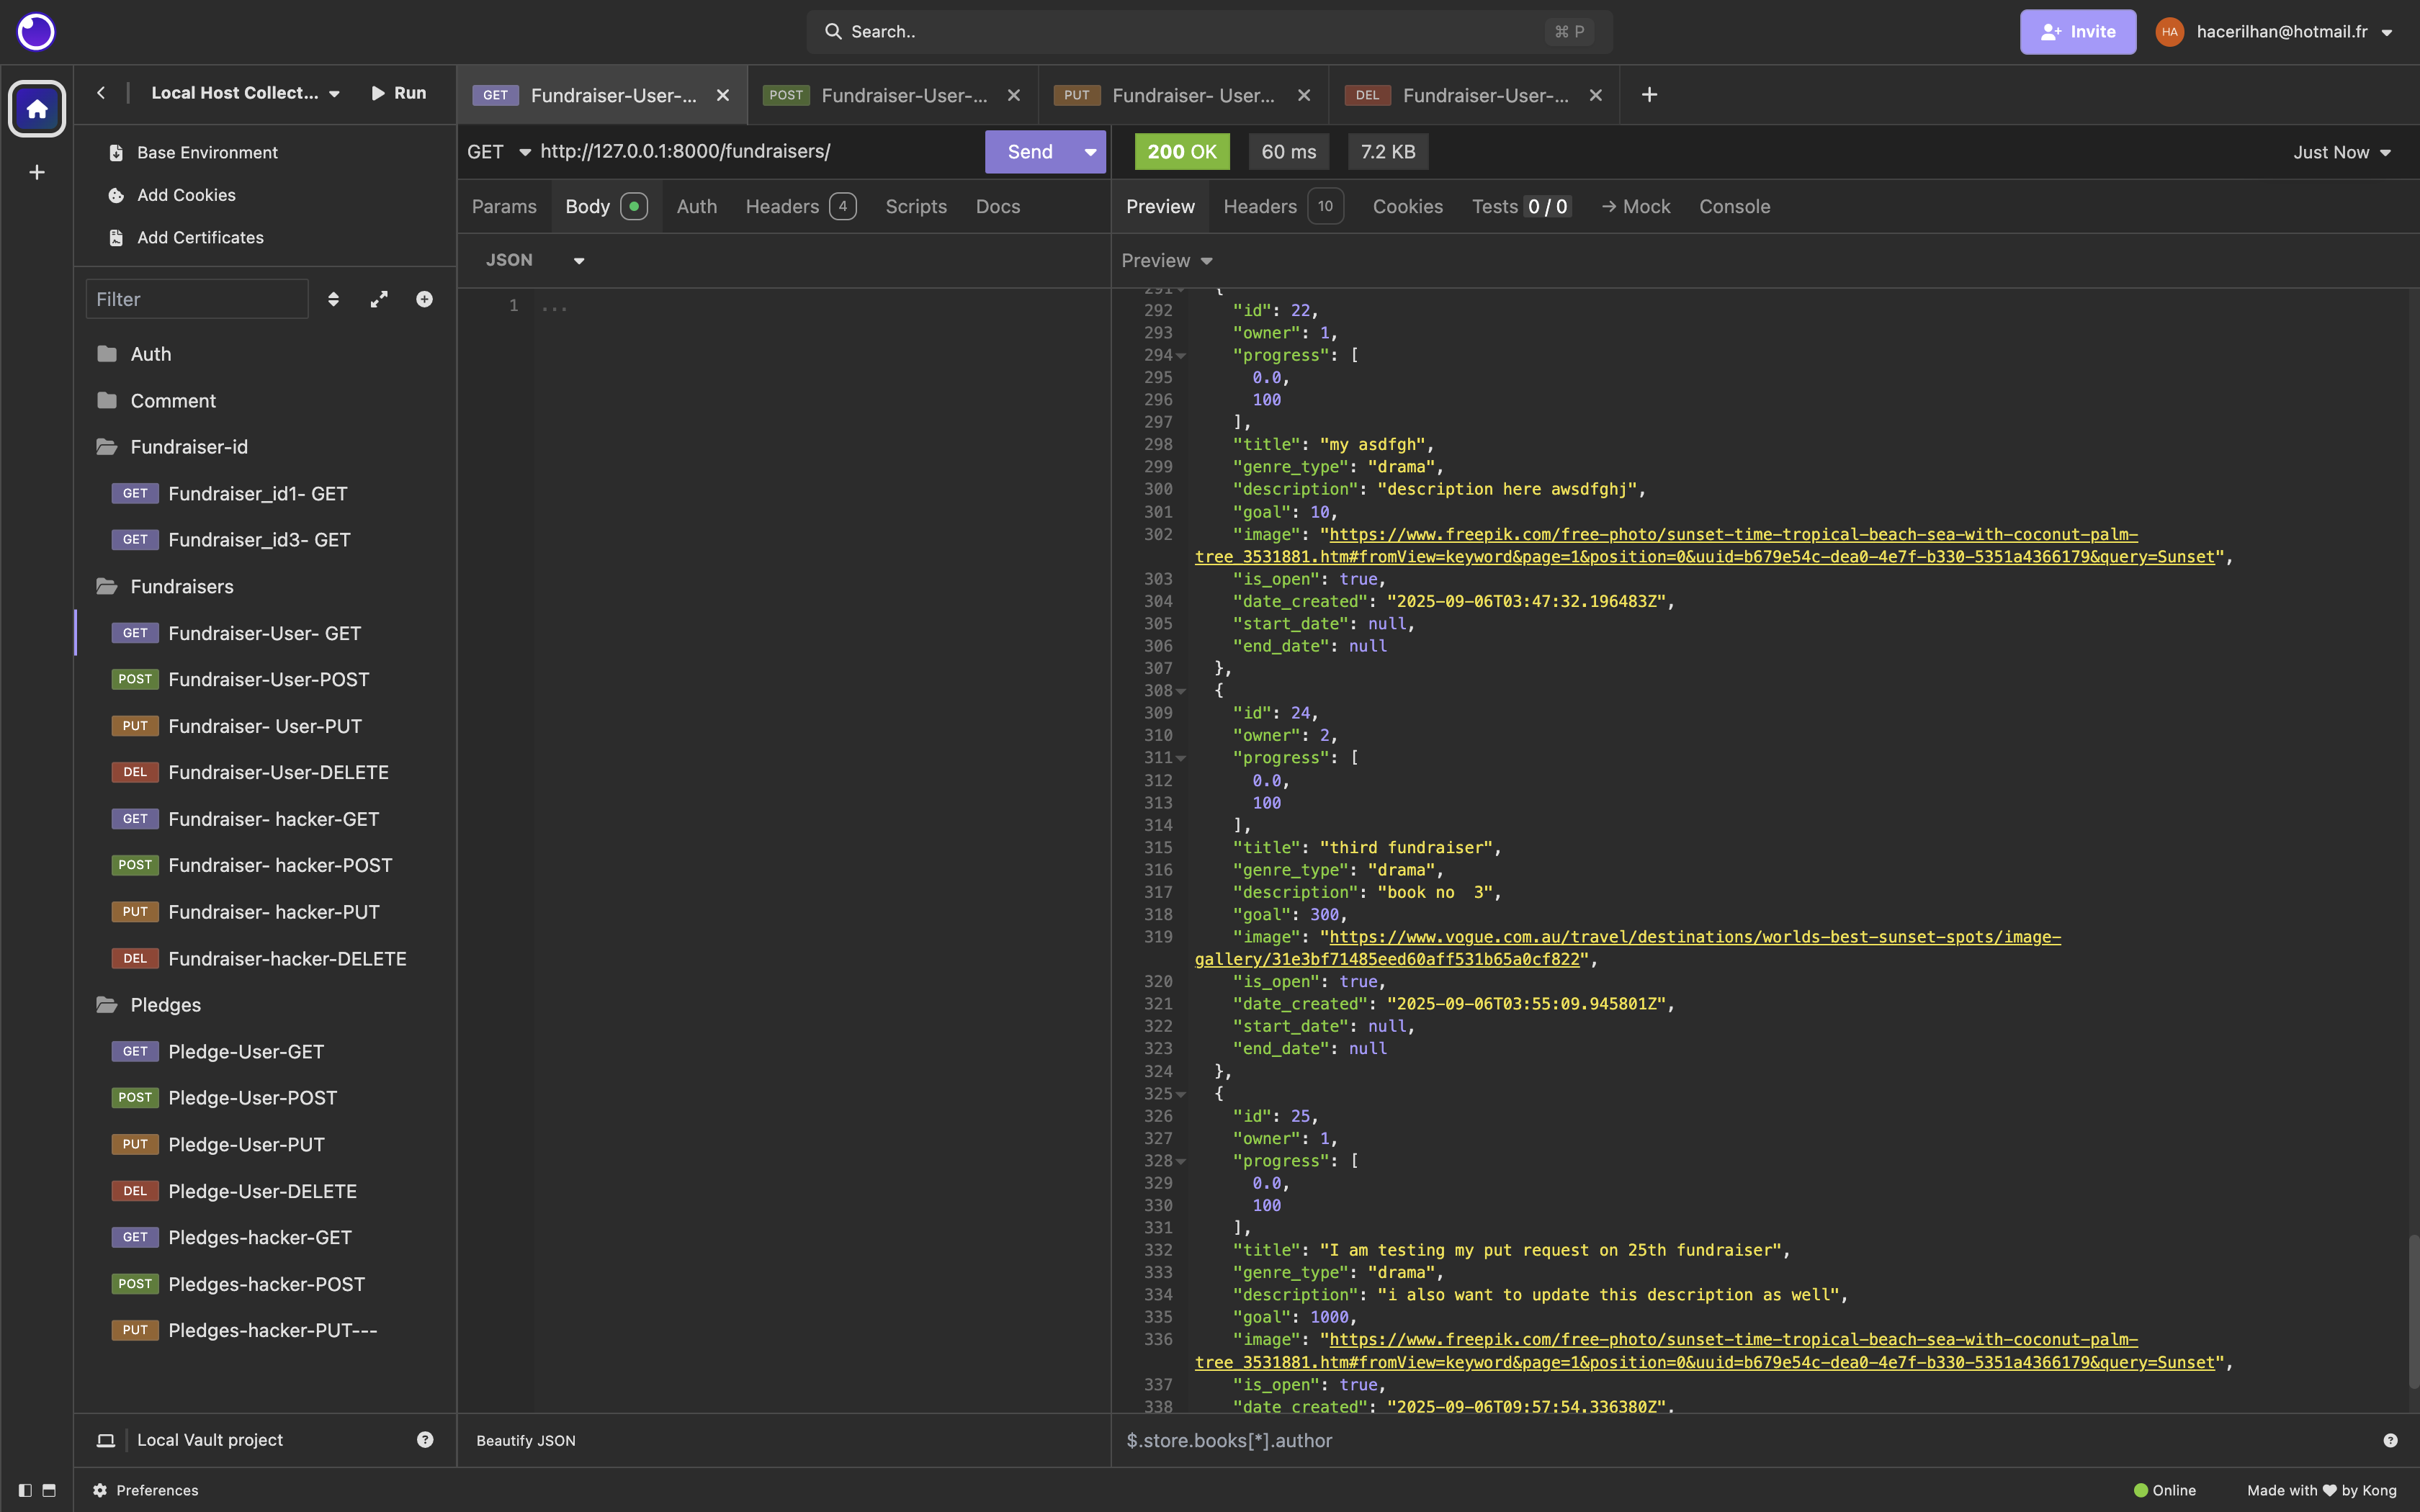 Search..
⌘ P
Invite
HA
hacerilhan@hotmail.fr
Local Host Collect...
Run
GET Fundraiser-User-...
POST Fundraiser-User-...
PUT Fundraiser- User...
DEL Fundraiser-User-...
Base Environment
Add Cookies
Add Certificates
Filter
Auth
Comment
Fundraiser-id
GET Fundraiser_id1- GET
GET Fundraiser_id3- GET
Fundraisers
GET Fundraiser-User- GET
POST Fundraiser-User-POST
PUT Fundraiser- User-PUT
DEL Fundraiser-User-DELETE
GET Fundraiser- hacker-GET
POST Fundraiser- hacker-POST
PUT Fundraiser- hacker-PUT
DEL Fundraiser-hacker-DELETE
Pledges
GET Pledge-User-GET
POST Pledge-User-POST
PUT Pledge-User-PUT
DEL Pledge-User-DELETE
GET Pledges-hacker-GET
POST Pledges-hacker-POST
PUT Pledges-hacker-PUT---
Local Vault project
GET http://127.0.0.1:8000/fundraisers/ Send
Params Body Auth Headers 4 Scripts Docs
JSON
1 ...
Beautify JSON
200 OK 60 ms 7.2 KB Just Now
Preview Headers 10 Cookies Tests 0 / 0 → Mock Console
Preview
291 {
292 "id": 22,
293 "owner": 1,
294 "progress": [
295 0.0,
296 100
297 ],
298 "title": "my asdfgh",
299 "genre_type": "drama",
300 "description": "description here awsdfghj",
301 "goal": 10,
302 "image": "https://www.freepik.com/free-photo/sunset-time-tropical-beach-sea-with-coconut-palm-
tree_3531881.htm#fromView=keyword&page=1&position=0&uuid=b679e54c-dea0-4e7f-b330-5351a4366179&query=Sunset",
303 "is_open": true,
304 "date_created": "2025-09-06T03:47:32.196483Z",
305 "start_date": null,
306 "end_date": null
307 },
308 {
309 "id": 24,
310 "owner": 2,
311 "progress": [
312 0.0,
313 100
314 ],
315 "title": "third fundraiser",
316 "genre_type": "drama",
317 "description": "book no  3",
318 "goal": 300,
319 "image": "https://www.vogue.com.au/travel/destinations/worlds-best-sunset-spots/image-
gallery/31e3bf71485eed60aff531b65a0cf822",
320 "is_open": true,
321 "date_created": "2025-09-06T03:55:09.945801Z",
322 "start_date": null,
323 "end_date": null
324 },
325 {
326 "id": 25,
327 "owner": 1,
328 "progress": [
329 0.0,
330 100
331 ],
332 "title": "I am testing my put request on 25th fundraiser",
333 "genre_type": "drama",
334 "description": "i also want to update this description as well",
335 "goal": 1000,
336 "image": "https://www.freepik.com/free-photo/sunset-time-tropical-beach-sea-with-coconut-palm-
tree_3531881.htm#fromView=keyword&page=1&position=0&uuid=b679e54c-dea0-4e7f-b330-5351a4366179&query=Sunset",
337 "is_open": true,
338 "date_created": "2025-09-06T09:57:54.336380Z",
$.store.books[*].author
Preferences
Online
Made with ♥ by Kong